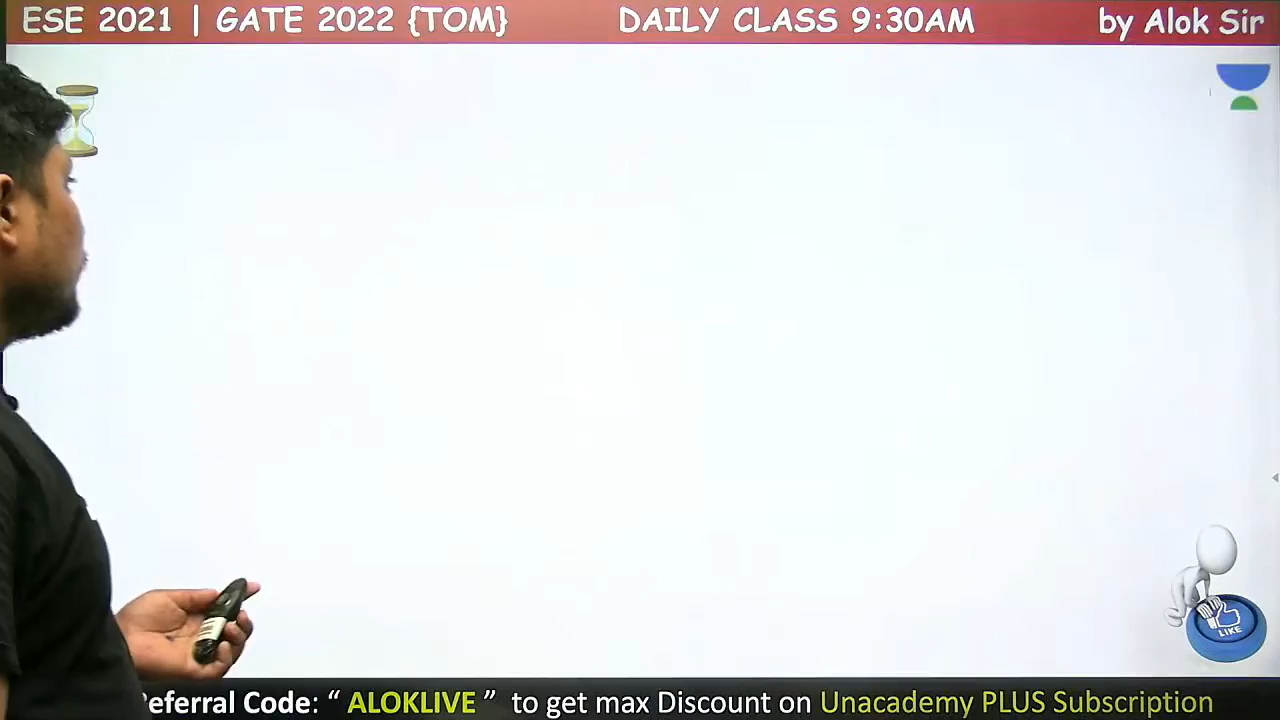 ESE 2021 | GATE 2022 {TOM} DAILY CLASS 9:30AM by Alok Sir
LIKE
Referral Code: “ ALOKLIVE ” to get max Discount on Unacademy PLUS Subscription